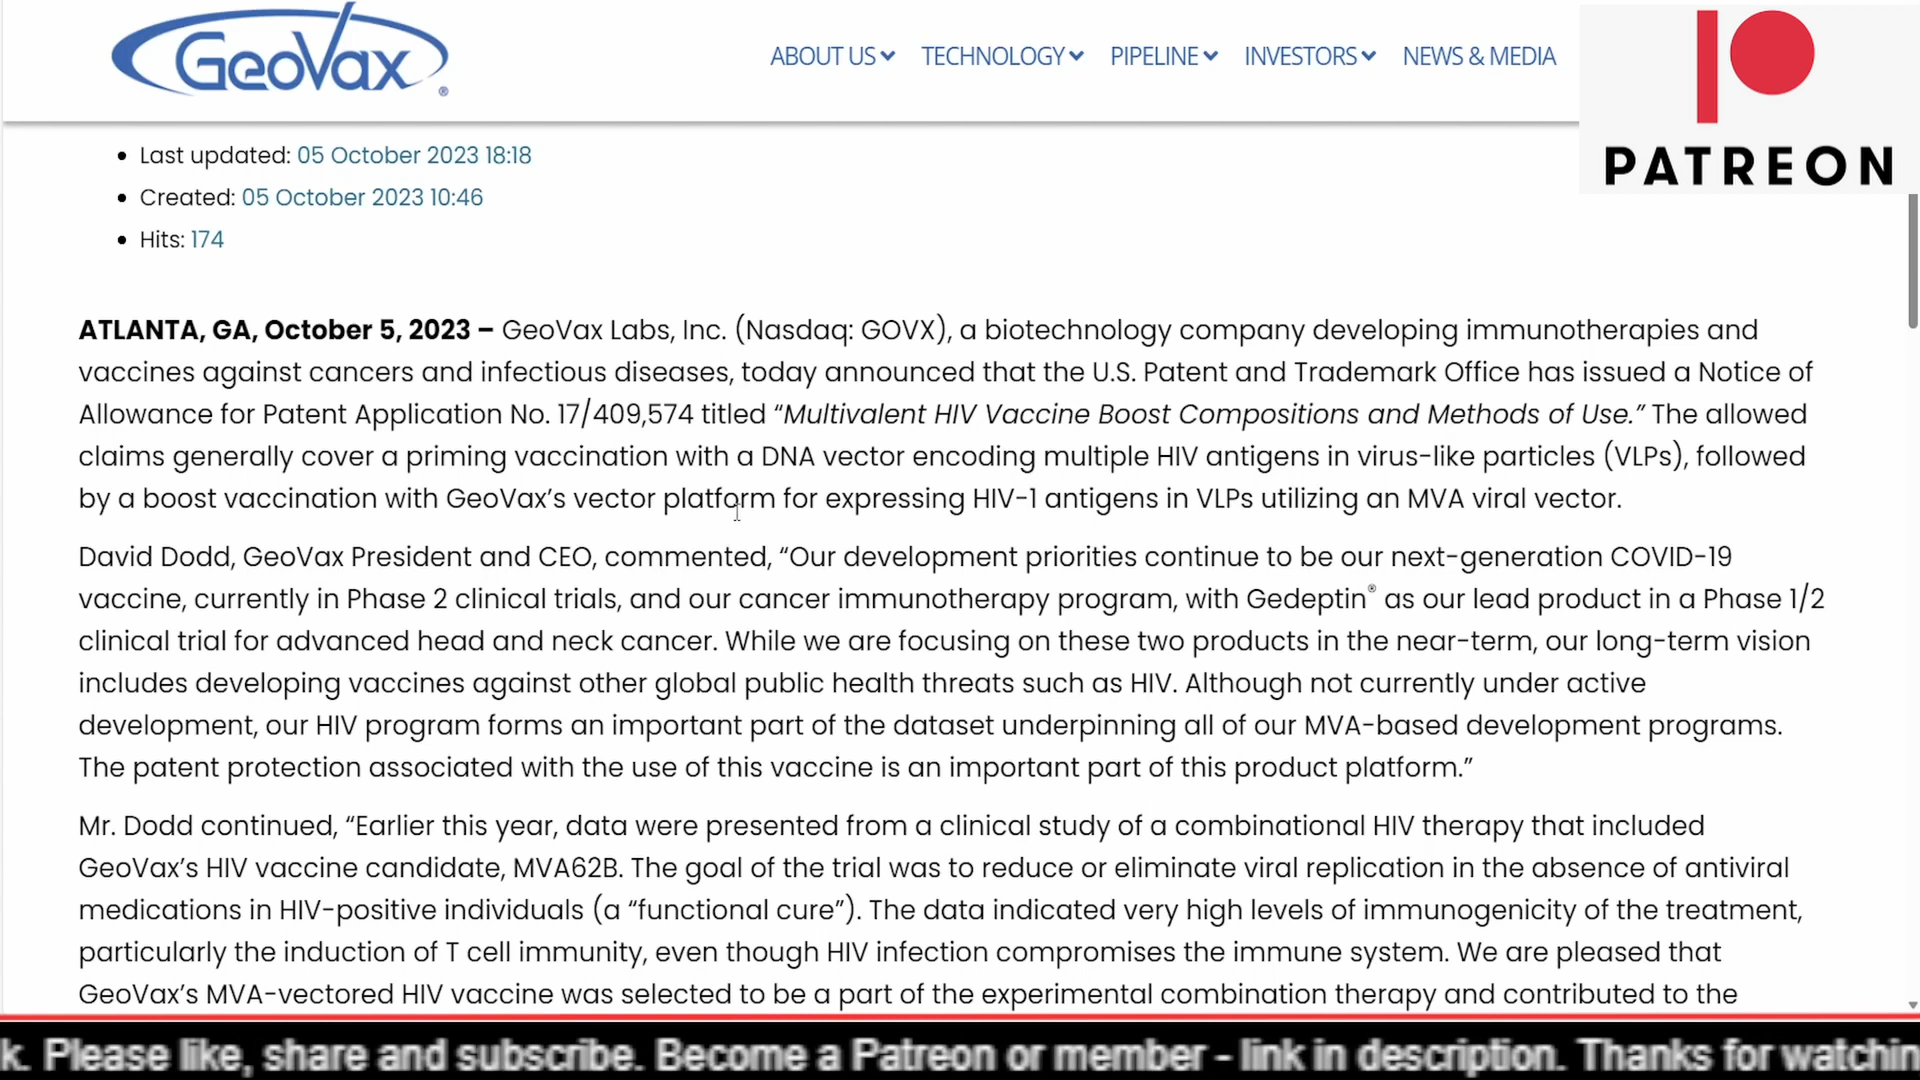 GeoVax®
ABOUT US TECHNOLOGY PIPELINE INVESTORS NEWS & MEDIA
PATREON
Last updated: 05 October 2023 18:18
Created: 05 October 2023 10:46
Hits: 174
ATLANTA, GA, October 5, 2023 – GeoVax Labs, Inc. (Nasdaq: GOVX), a biotechnology company developing immunotherapies and
vaccines against cancers and infectious diseases, today announced that the U.S. Patent and Trademark Office has issued a Notice of
Allowance for Patent Application No. 17/409,574 titled “Multivalent HIV Vaccine Boost Compositions and Methods of Use.” The allowed
claims generally cover a priming vaccination with a DNA vector encoding multiple HIV antigens in virus-like particles (VLPs), followed
by a boost vaccination with GeoVax’s vector platform for expressing HIV-1 antigens in VLPs utilizing an MVA viral vector.
David Dodd, GeoVax President and CEO, commented, “Our development priorities continue to be our next-generation COVID-19
vaccine, currently in Phase 2 clinical trials, and our cancer immunotherapy program, with Gedeptin® as our lead product in a Phase 1/2
clinical trial for advanced head and neck cancer. While we are focusing on these two products in the near-term, our long-term vision
includes developing vaccines against other global public health threats such as HIV. Although not currently under active
development, our HIV program forms an important part of the dataset underpinning all of our MVA-based development programs.
The patent protection associated with the use of this vaccine is an important part of this product platform.”
Mr. Dodd continued, “Earlier this year, data were presented from a clinical study of a combinational HIV therapy that included
GeoVax’s HIV vaccine candidate, MVA62B. The goal of the trial was to reduce or eliminate viral replication in the absence of antiviral
medications in HIV-positive individuals (a “functional cure”). The data indicated very high levels of immunogenicity of the treatment,
particularly the induction of T cell immunity, even though HIV infection compromises the immune system. We are pleased that
GeoVax’s MVA-vectored HIV vaccine was selected to be a part of the experimental combination therapy and contributed to the
k. Please like, share and subscribe. Become a Patreon or member - link in description. Thanks for watchin